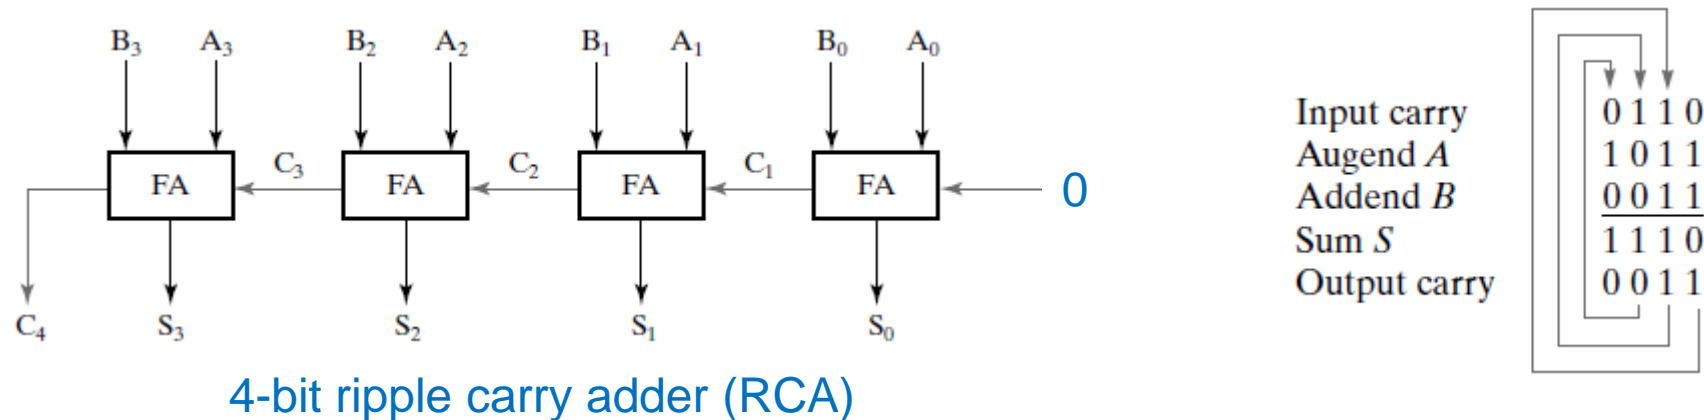 B3 A3 B2 A2 B1 A1 B0 A0
FA C3 FA C2 FA C1 FA 0
C4 S3 S2 S1 S0
4-bit ripple carry adder (RCA)
Input carry 0 1 1 0
Augend A 1 0 1 1
Addend B 0 0 1 1
Sum S 1 1 1 0
Output carry 0 0 1 1